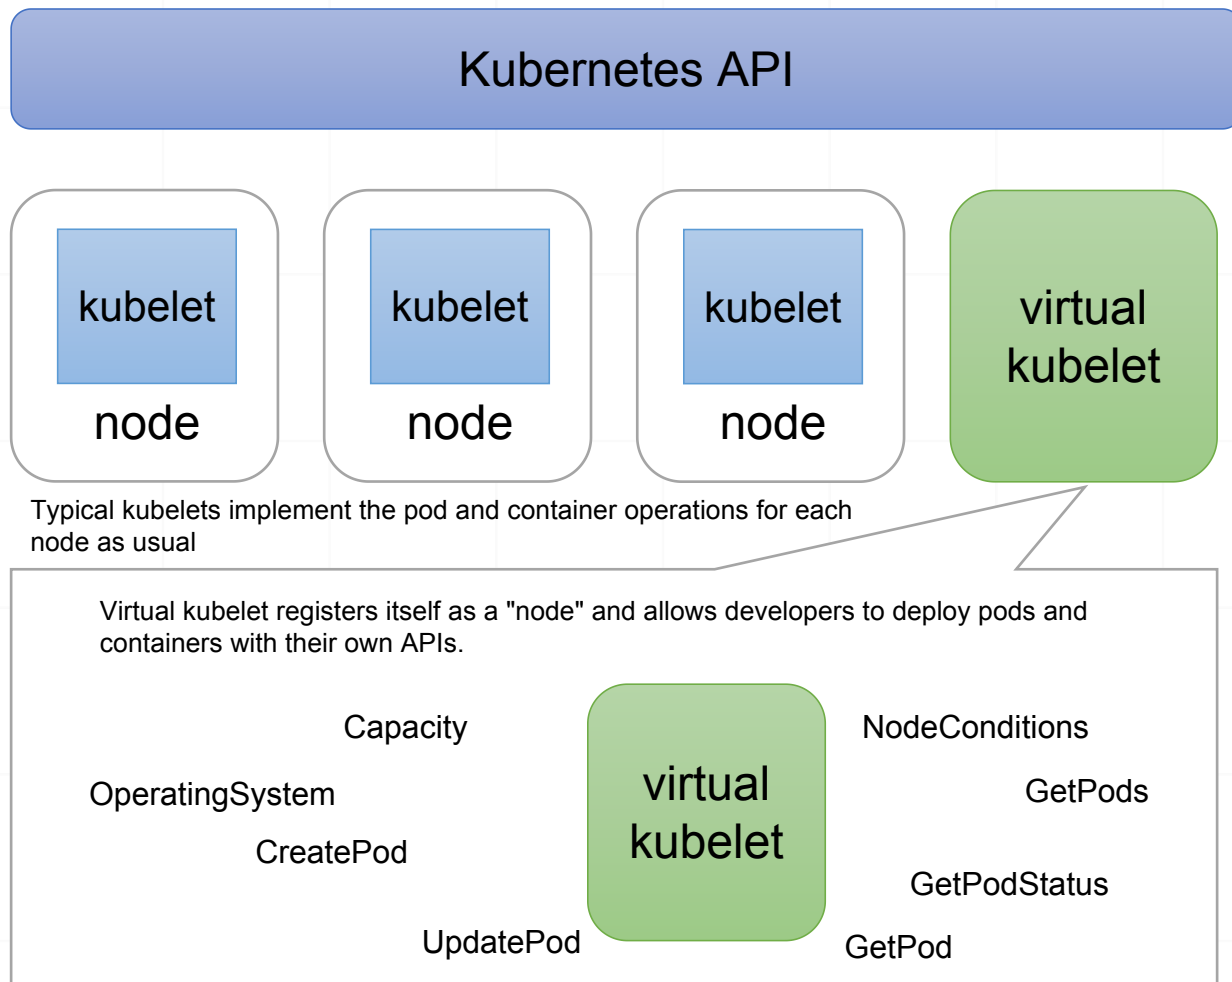 Kubernetes API
kubelet
node
kubelet
node
kubelet
node
virtual
kubelet
Typical kubelets implement the pod and container operations for each
node as usual
Virtual kubelet registers itself as a "node" and allows developers to deploy pods and
containers with their own APIs.
Capacity
OperatingSystem
CreatePod
UpdatePod
virtual
kubelet
NodeConditions
GetPods
GetPodStatus
GetPod